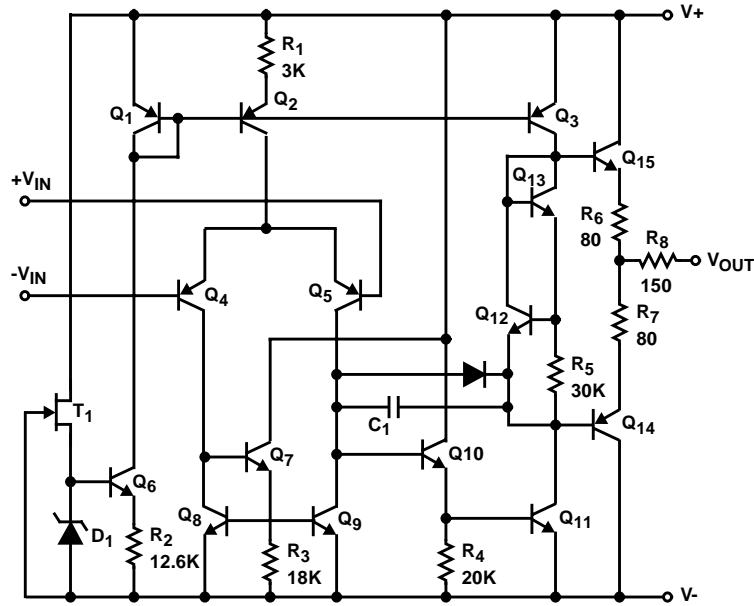 V+
R1
3K
Q1
Q2
Q3
Q15
Q13
+VIN
R6
80
R8
150
VOUT
-VIN
Q4
Q5
Q12
R7
80
R5
30K
T1
C1
Q14
Q6
Q7
Q10
D1
R2
12.6K
Q8
Q9
R3
18K
R4
20K
Q11
V-